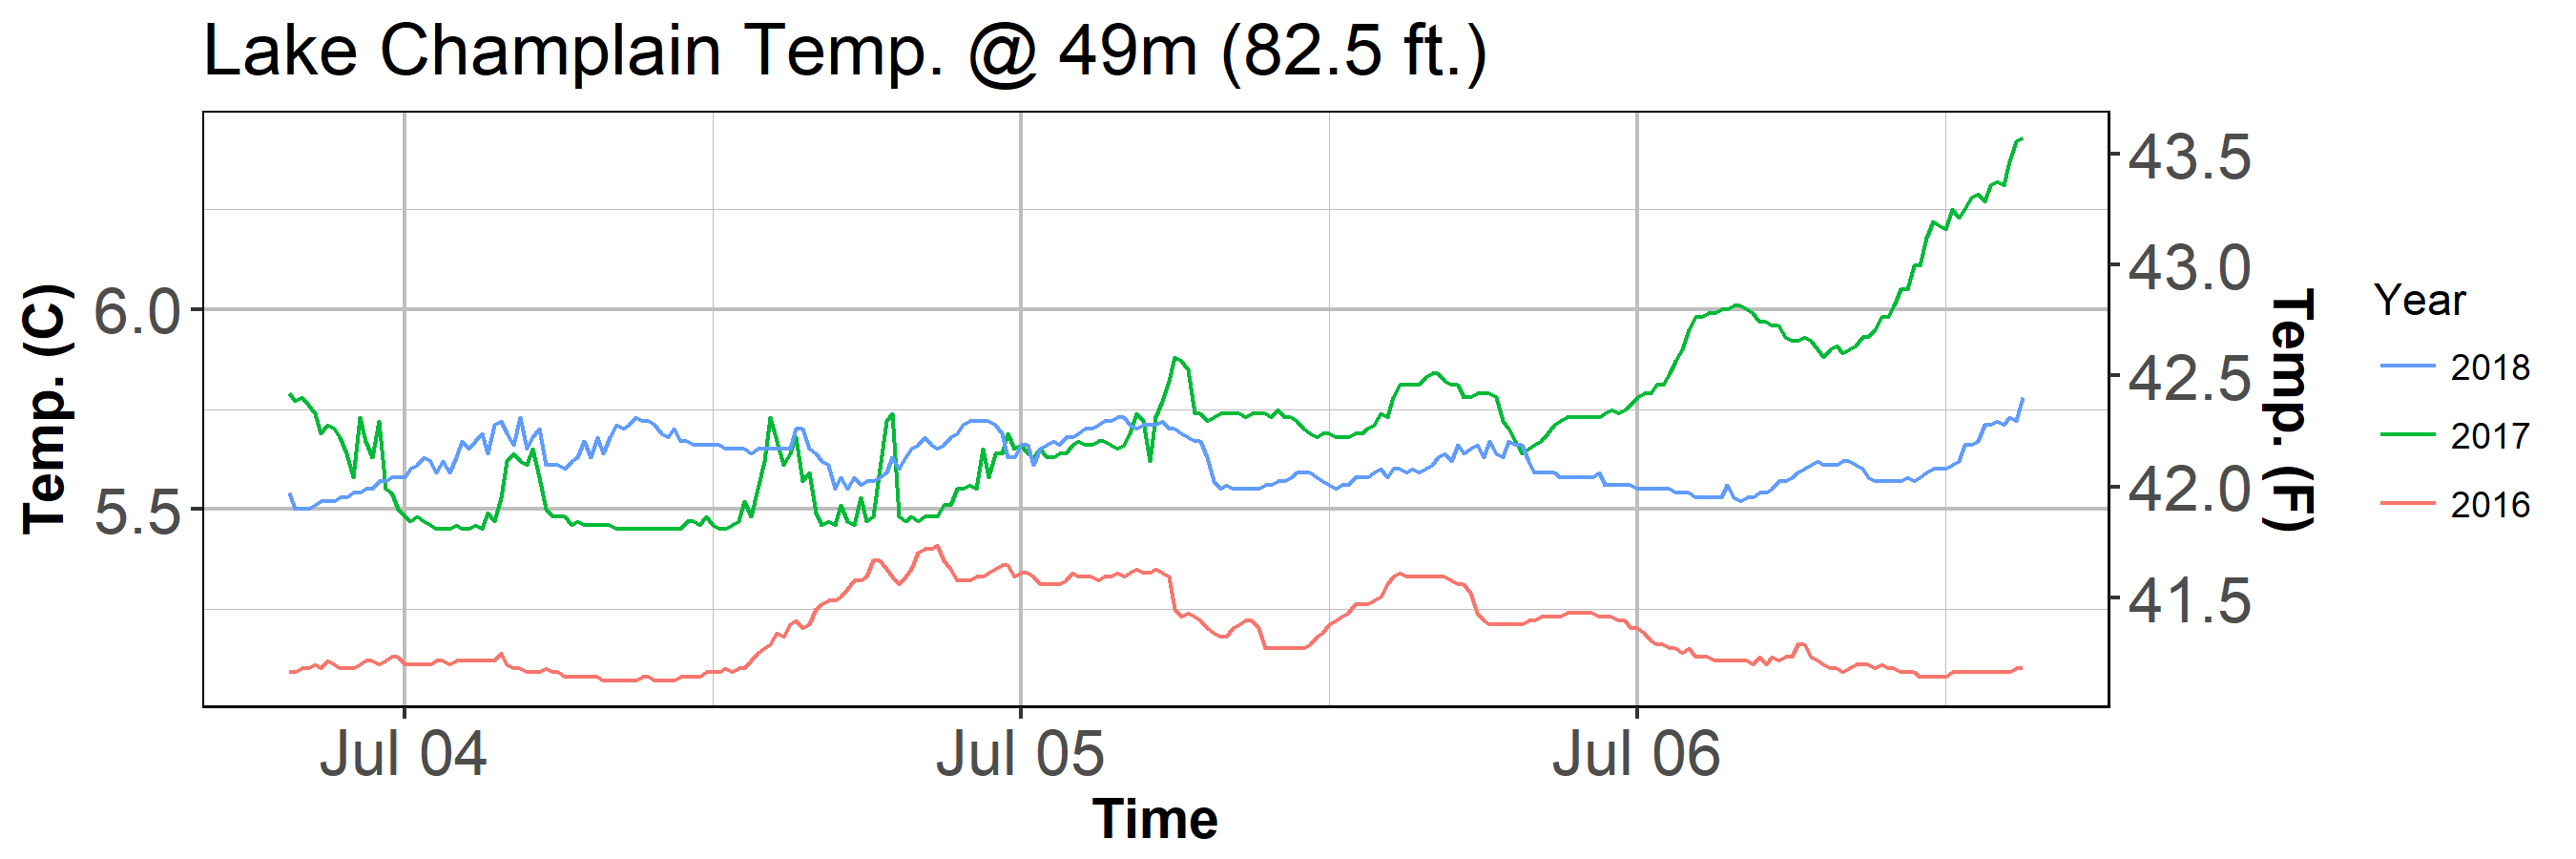 Lake Champlain Temp. @ 49m (82.5 ft.)
Temp. (C)
6.0
5.5
43.5
43.0
42.5
42.0
41.5
Temp. (F)
Jul 04
Jul 05
Jul 06
Time
Year
2018
2017
2016